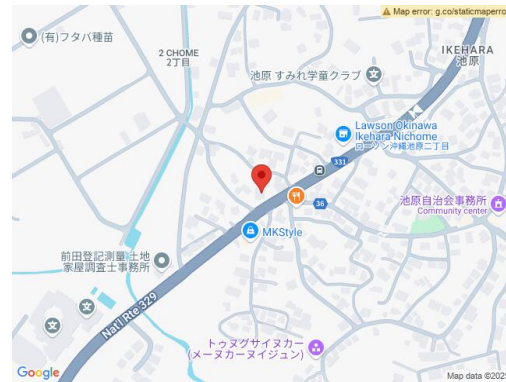 Map error: g.co/staticmaperro
(有)フタバ種苗
2 CHOME
2丁目
IKEHARA
池原
池原 すみれ学童クラブ
Lawson Okinawa
Ikehara Nichome
ローソン沖縄池原二丁目
331
36
池原自治会事務所
Community center
MKStyle
前田登記測量 土地
家屋調査士事務所
Nat'l Rte 329
トゥヌグサイヌカー
(メーヌカーヌイジュン)
Google
Map data ©2025